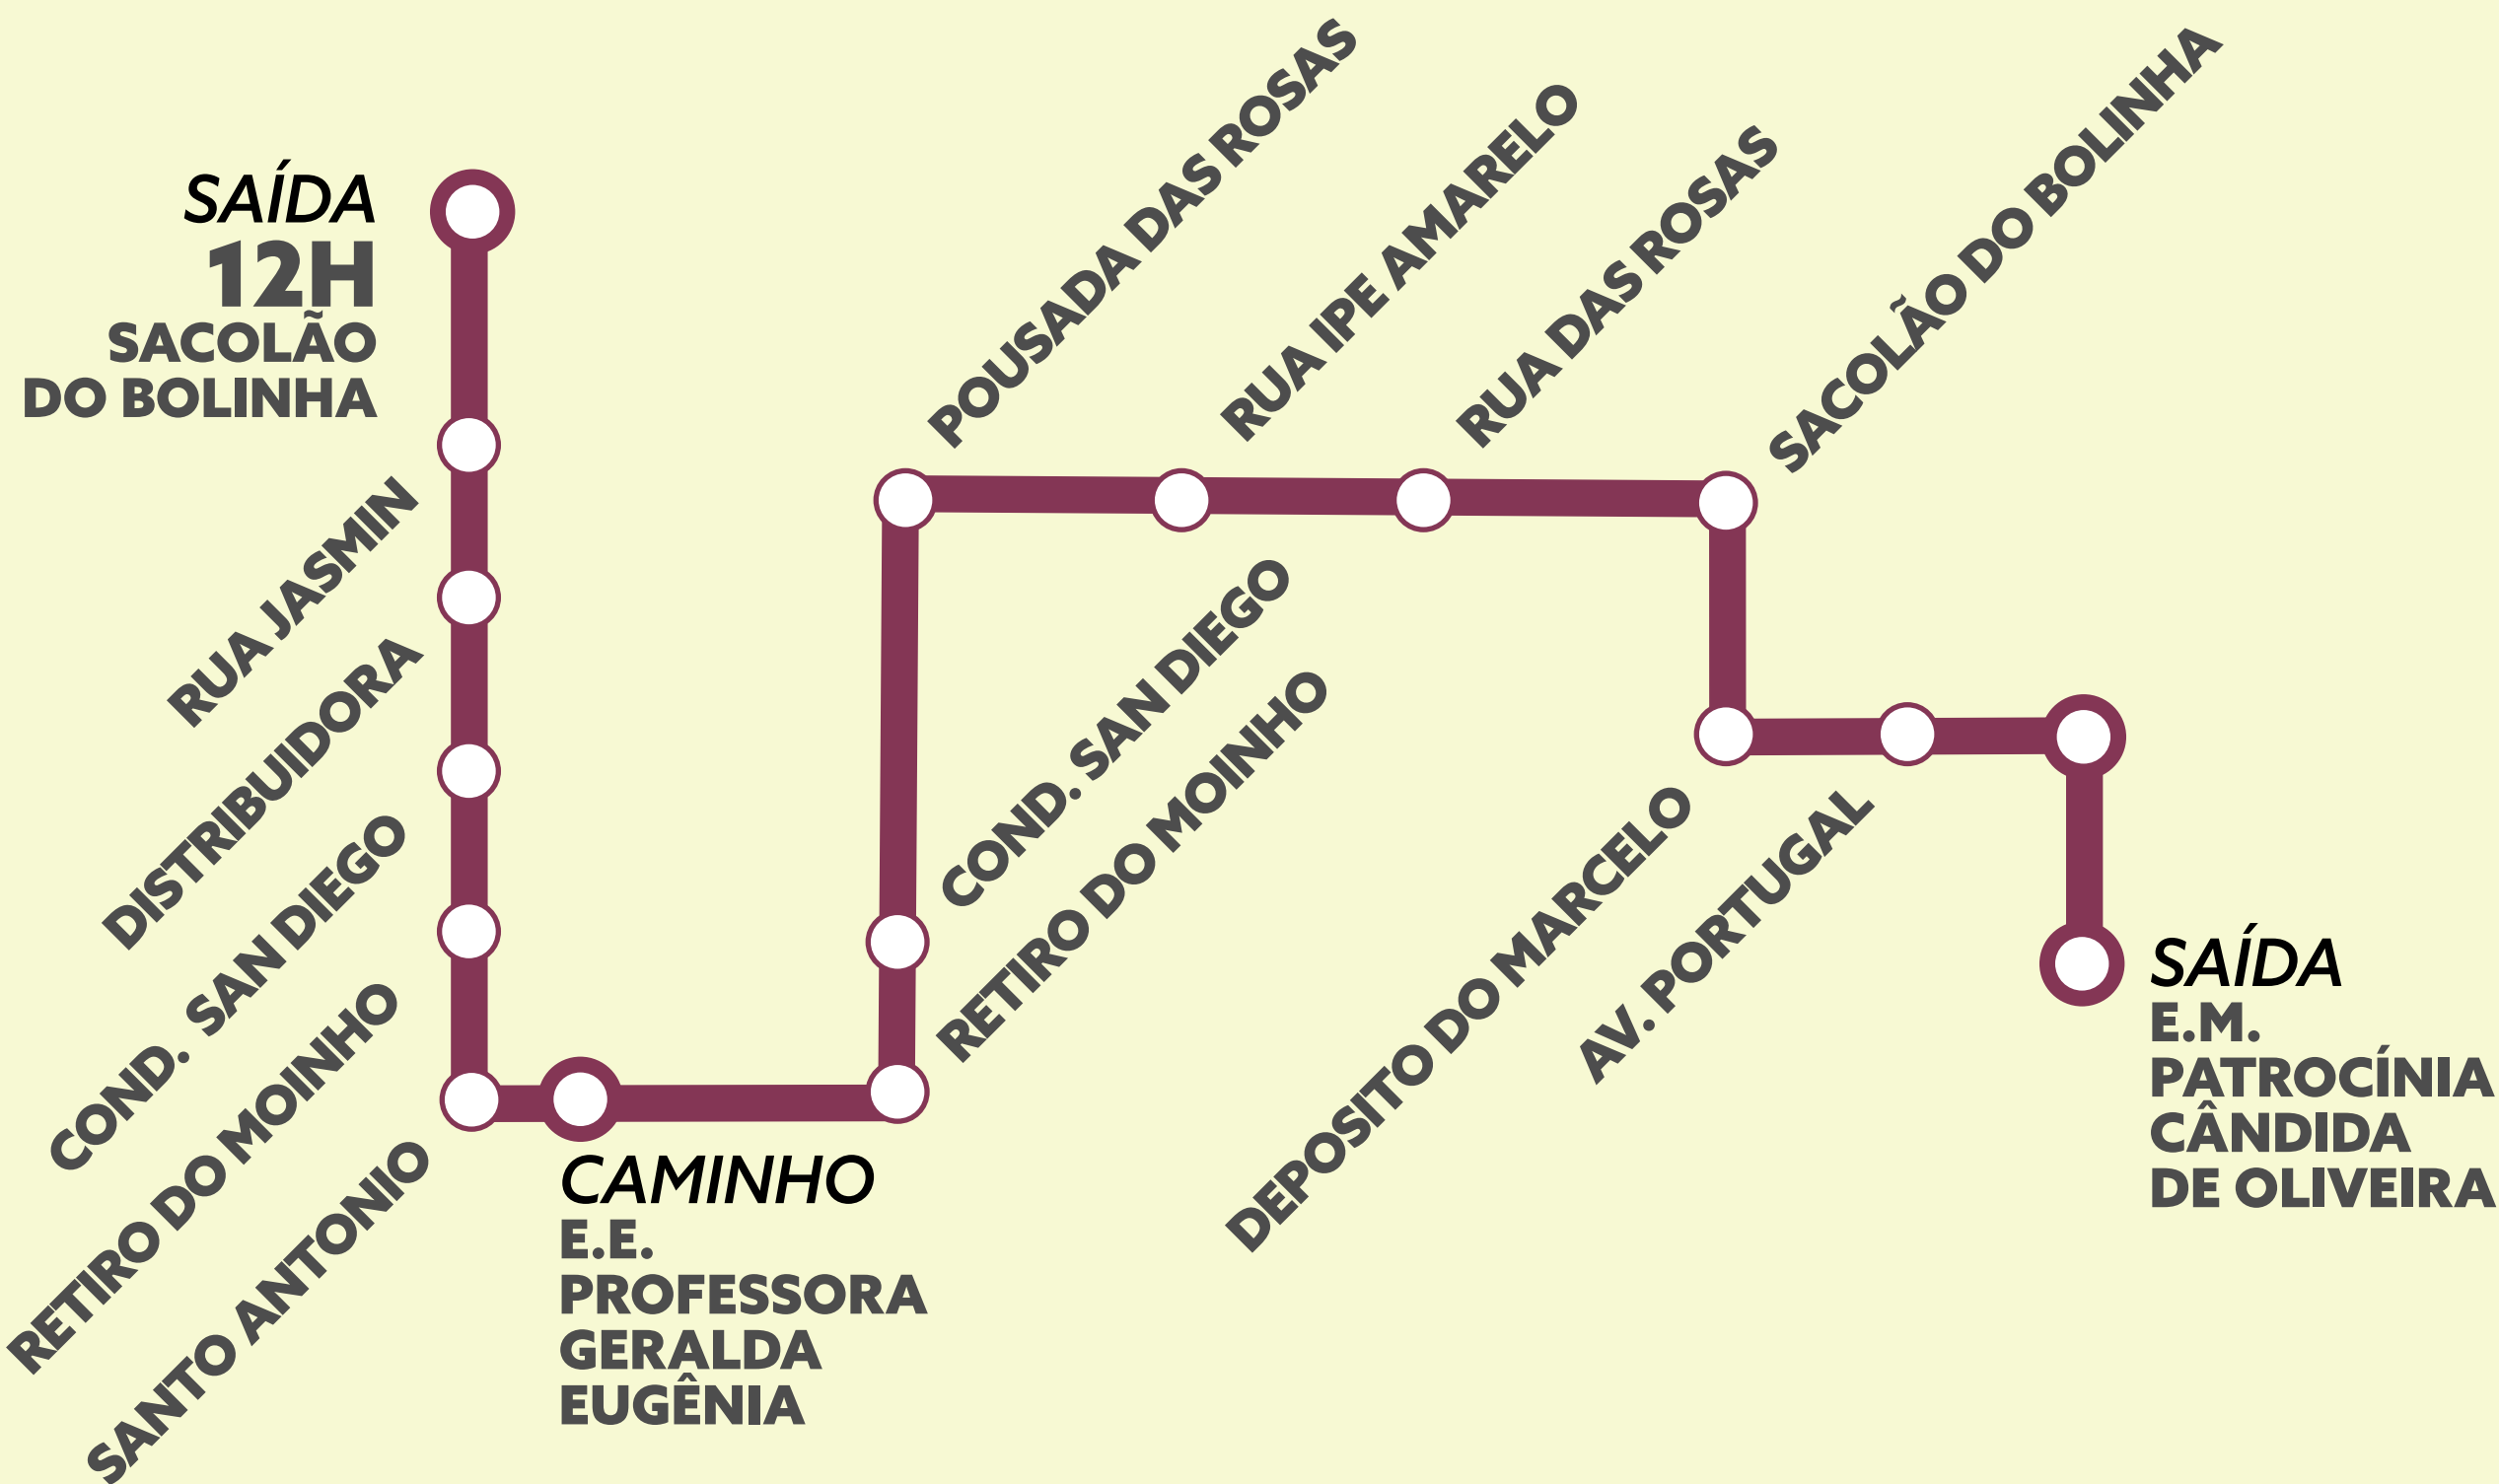 SAÍDA
12H
SACOLÃO
DO BOLINHA
RUA JASMIN
DISTRIBUIDORA
COND. SAN DIEGO
RETIRO DO MOINHO
SANTO ANTONIO
CAMINHO
E.E.
PROFESSORA
GERALDA
EUGÊNIA
RETIRO DO MOINHO
COND. SAN DIEGO
POUSADA DAS ROSAS
RUA IPE AMARELO
RUA DAS ROSAS
SACOLÃO DO BOLINHA
DEPOSITO DO MARCELO
AV. PORTUGAL
SAÍDA
E.M.
PATROCÍNIA
CÂNDIDA
DE OLIVEIRA